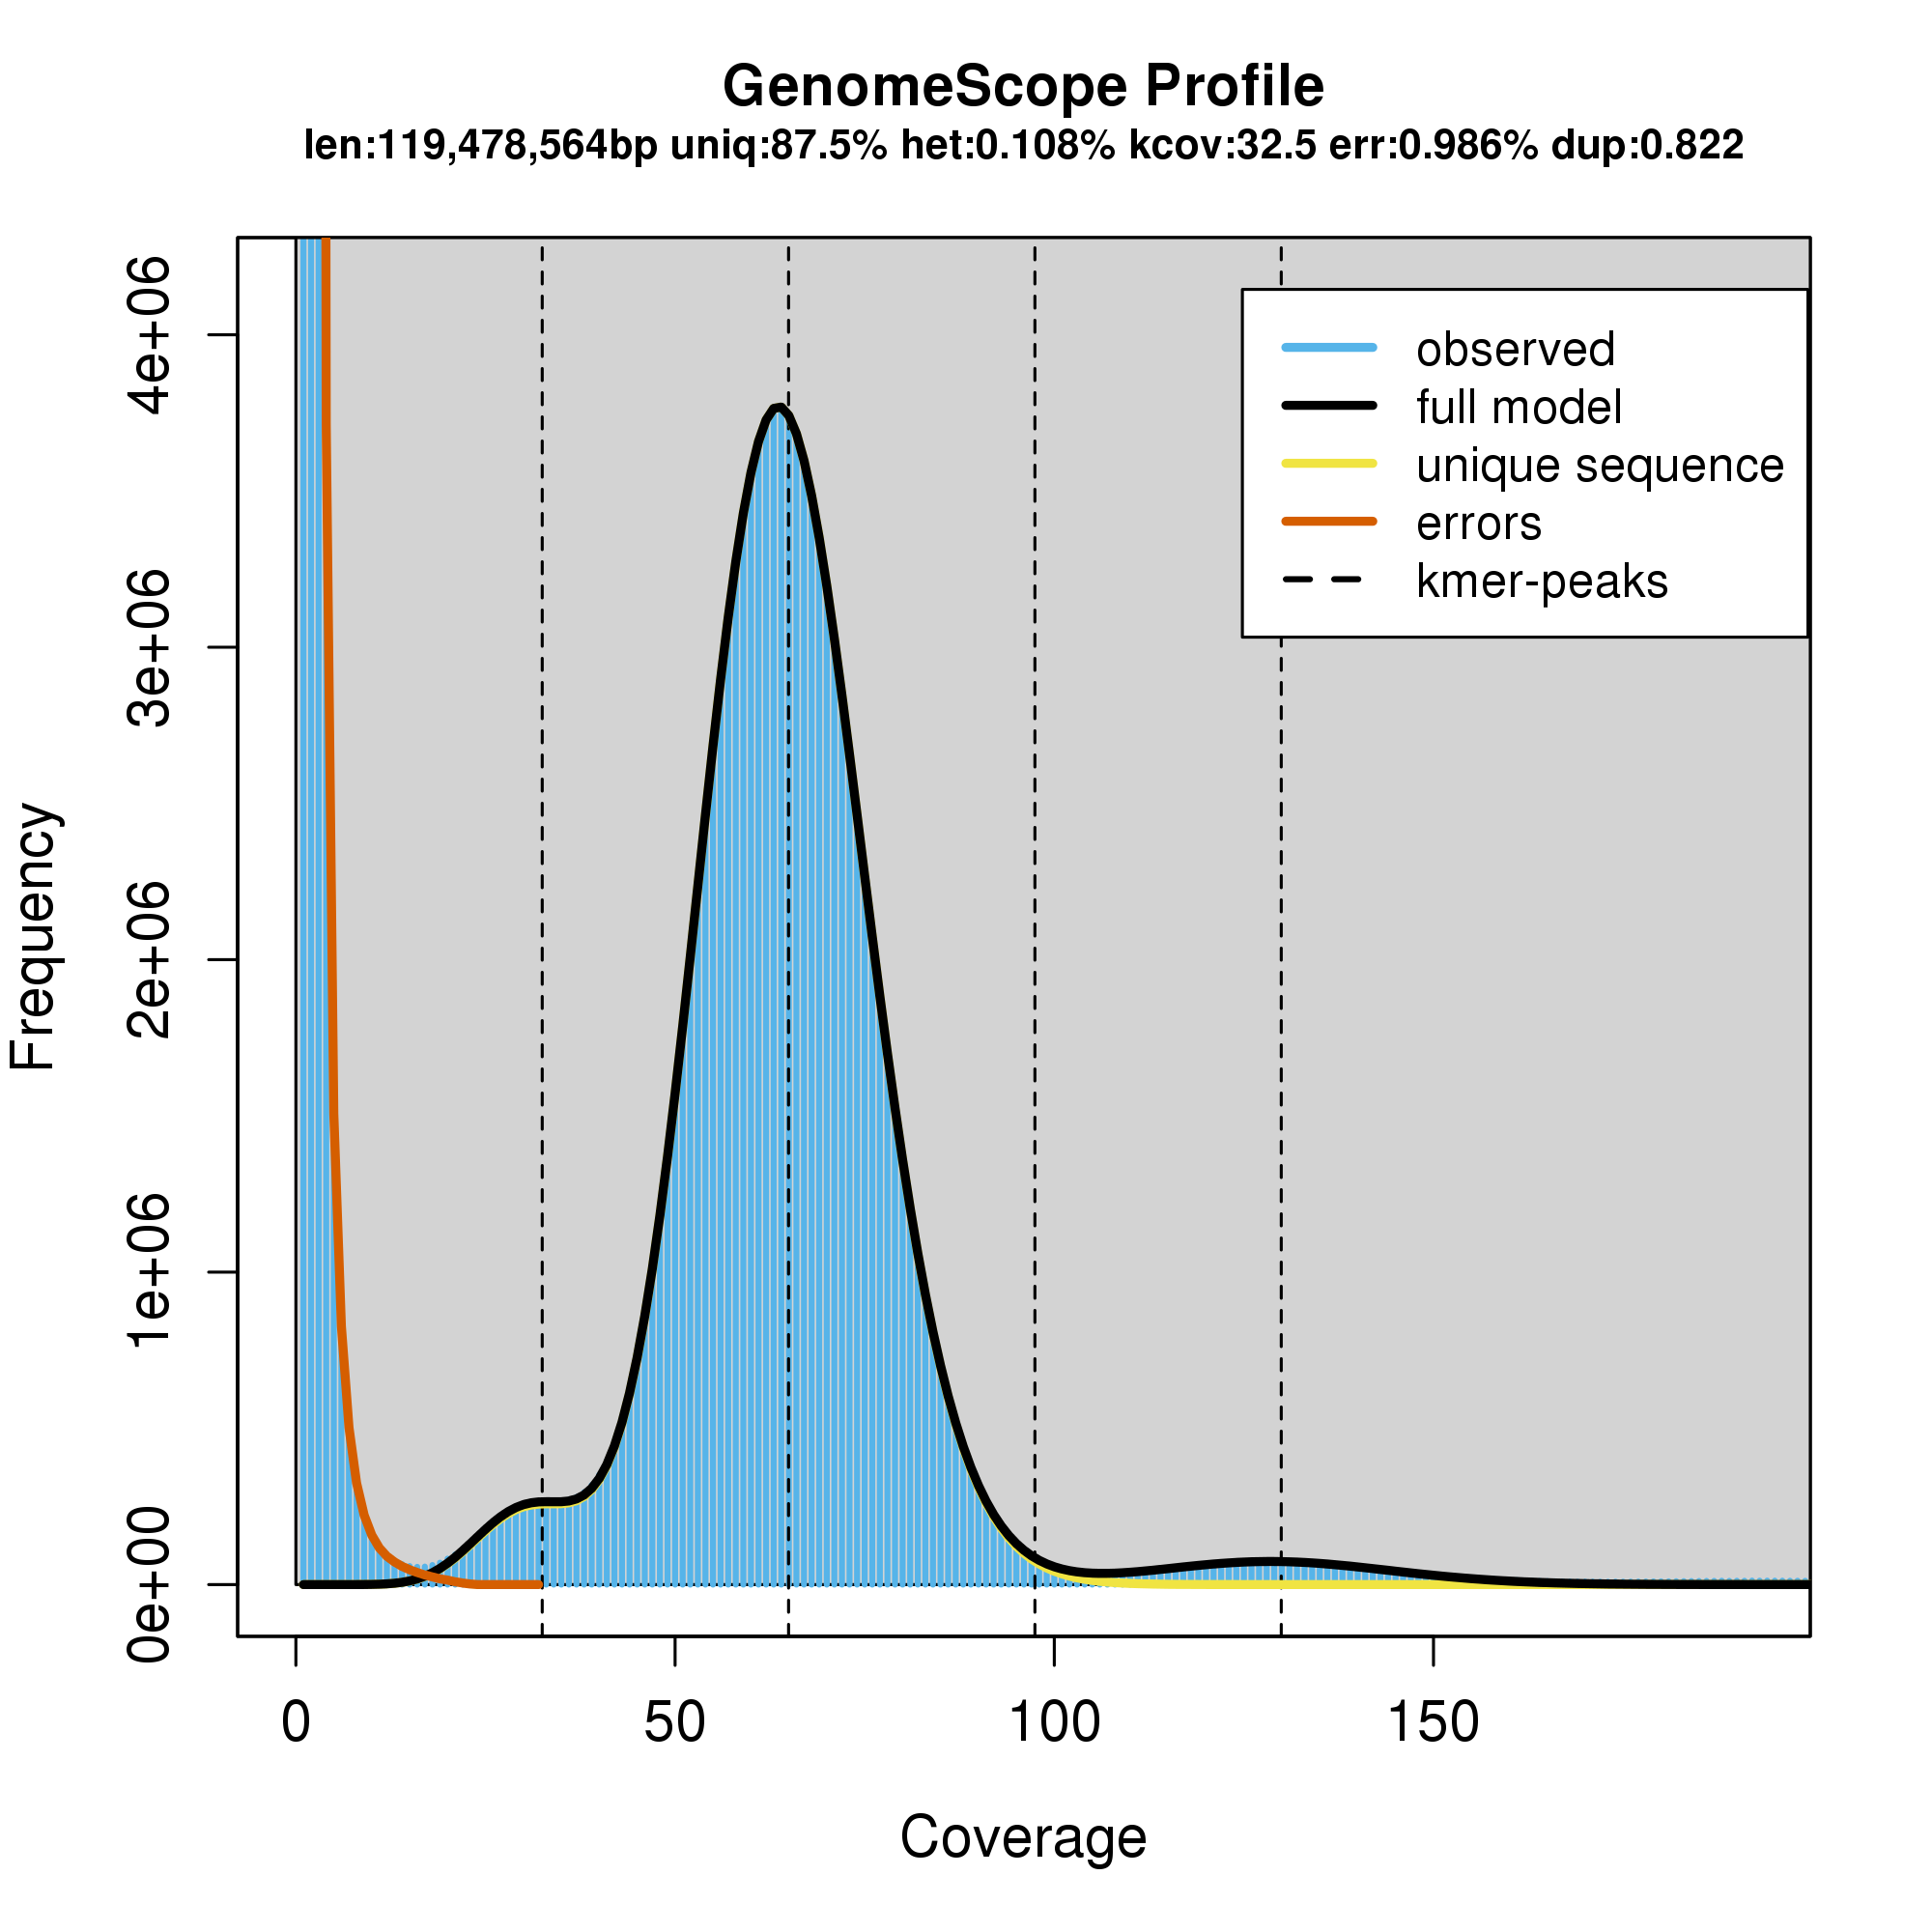 GenomeScope Profile
len:119,478,564bp uniq:87.5% het:0.108% kcov:32.5 err:0.986% dup:0.822
observed
full model
unique sequence
errors
kmer-peaks
4e+06
3e+06
2e+06
1e+06
0e+00
Frequency
0 50 100 150
Coverage